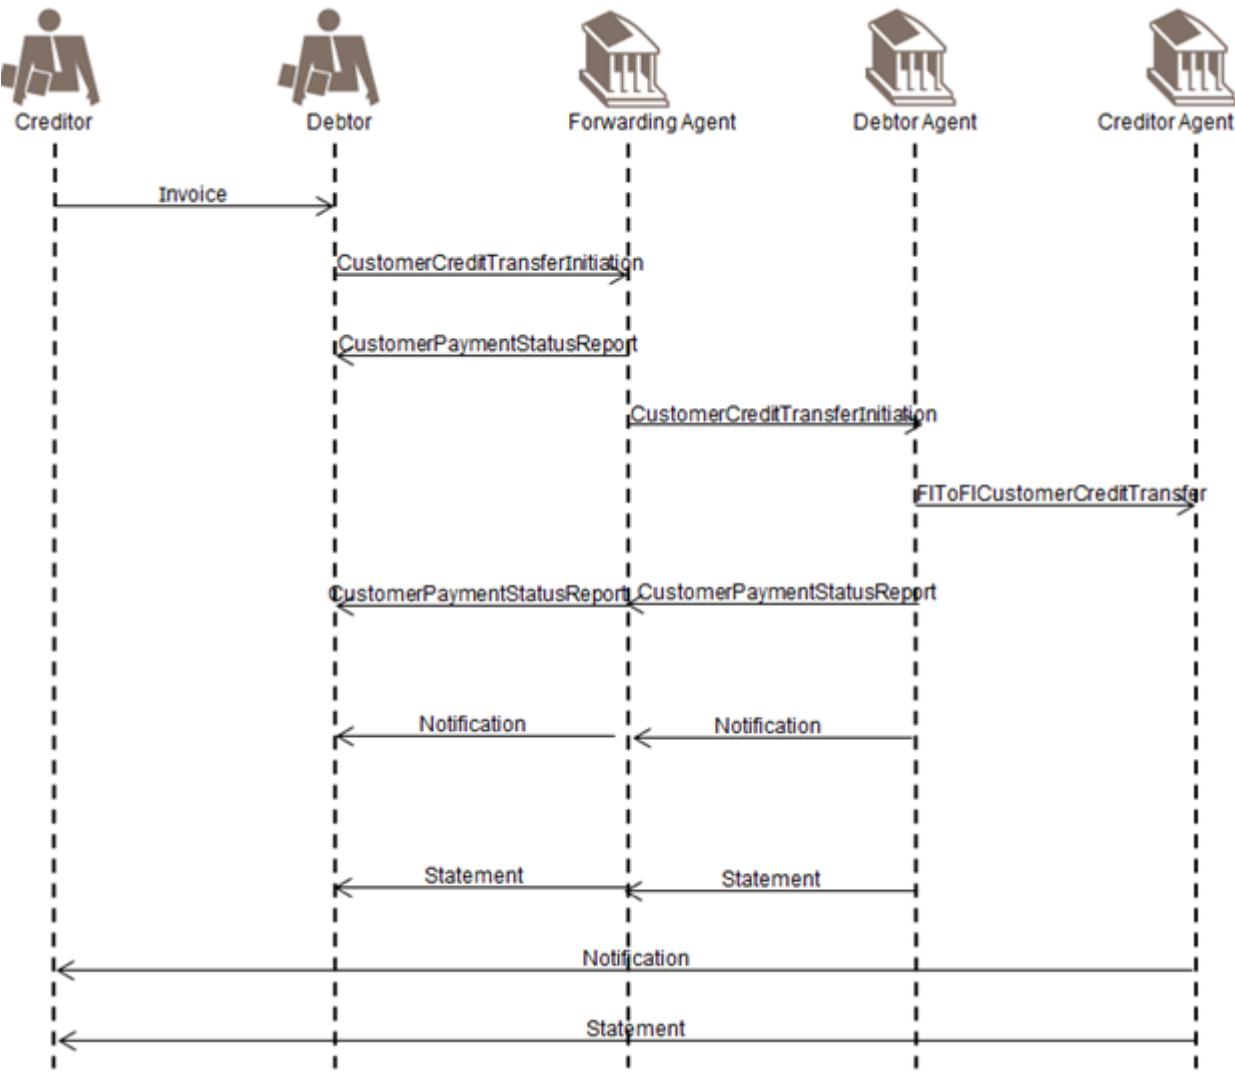 Creditor
Debtor
Forwarding Agent
Debtor Agent
Creditor Agent
Invoice
CustomerCreditTransferInitiation
CustomerPaymentStatusReport
CustomerCreditTransferInitiation
FIToFICustomerCreditTransfer
CustomerPaymentStatusReport
CustomerPaymentStatusReport
Notification
Notification
Statement
Statement
Notification
Statement